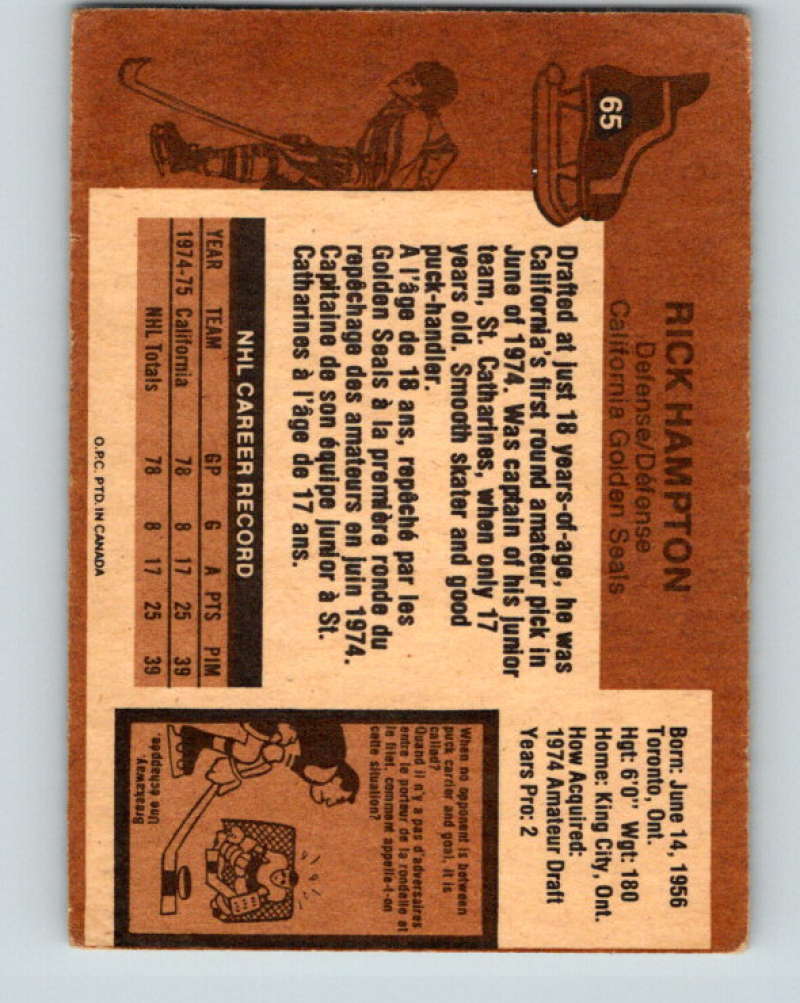 65
RICK HAMPTON
Defense/Défense
California Golden Seals
Drafted at just 18 years-of-age, he was
California's first round amateur pick in
June of 1974. Was captain of his junior
team, St. Catharines, when only 17
years old. Smooth skater and good
puck-handler.
A l'âge de 18 ans, repêché par les
Golden Seals à la première ronde du
repêchage des amateurs en juin 1974.
Capitaine de son équipe junior à St.
Catharines à l'âge de 17 ans.
NHL CAREER RECORD
YEAR TEAM GP G A PTS PIM
1974-75 California 78 8 17 25 39
NHL Totals 78 8 17 25 39
O.P.C. PTD. IN CANADA
Born: June 14, 1956
Toronto, Ont.
Hgt: 6'0" Wgt: 180
Home: King City, Ont.
How Acquired:
1974 Amateur Draft
Years Pro: 2
When no opponent is between
puck carrier and goal, it is
called?
Quand il n'y a pas d'adversaires
entre le porteur de la rondelle et
le filet, comment appelle-t-on
cette situation?
Breakaway.
Une échappée.